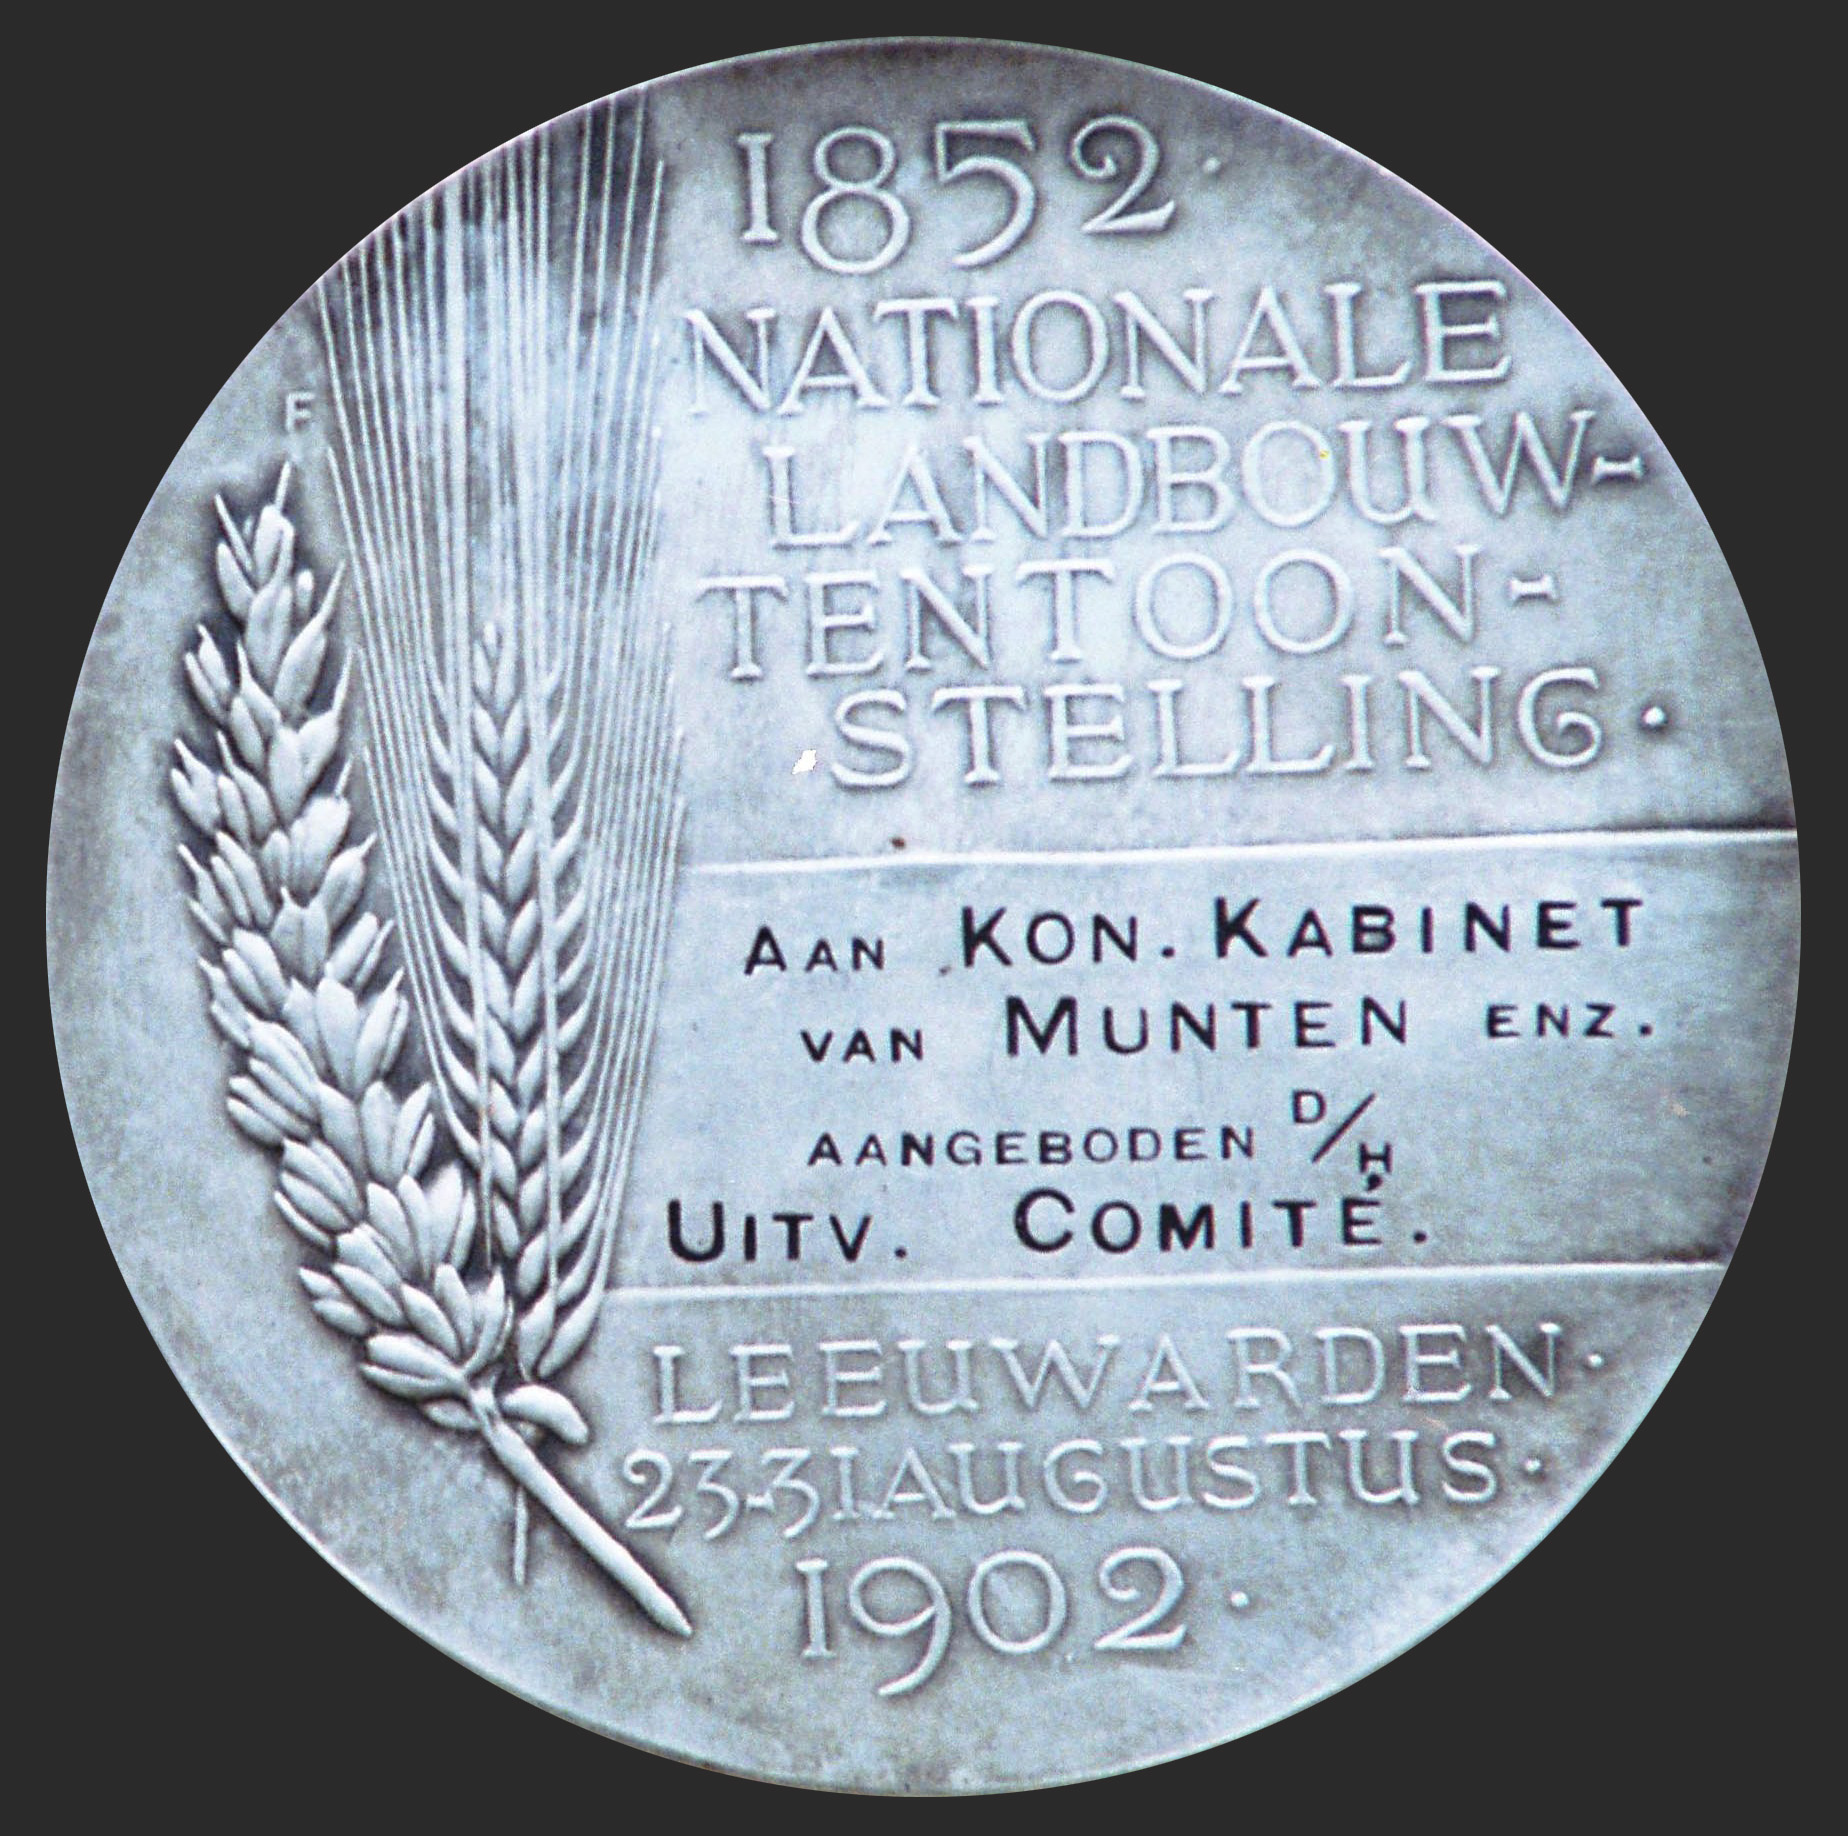 1852·
NATIONALE
LANDBOUW-
TENTOON-
STELLING·
F
AAN KON. KABINET
VAN MUNTEN ENZ.
AANGEBODEN D/H
UITV. COMITÉ.
LEEUWARDEN·
23-31 AUGUSTUS·
1902·